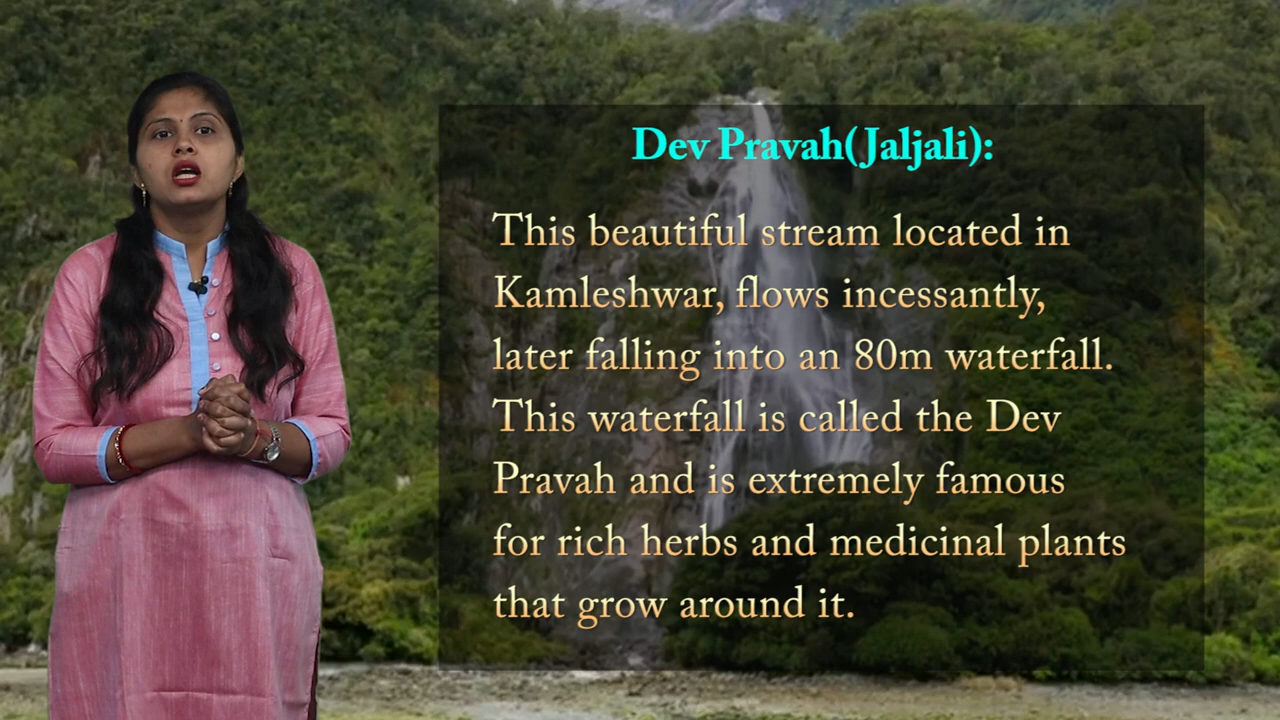 Dev Pravah(Jaljali):
This beautiful stream located in
Kamleshwar, flows incessantly,
later falling into an 80m waterfall.
This waterfall is called the Dev
Pravah and is extremely famous
for rich herbs and medicinal plants
that grow around it.